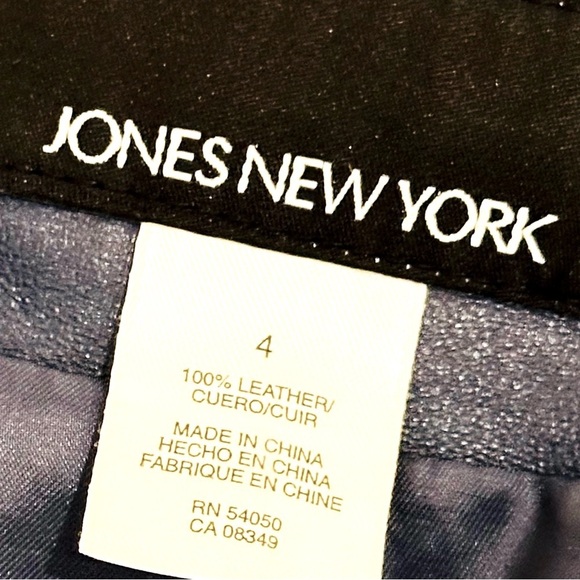 JONES NEW YORK
4
100% LEATHER/
CUERO/CUIR
MADE IN CHINA
HECHO EN CHINA
FABRIQUE EN CHINE
RN 54050
CA 08349